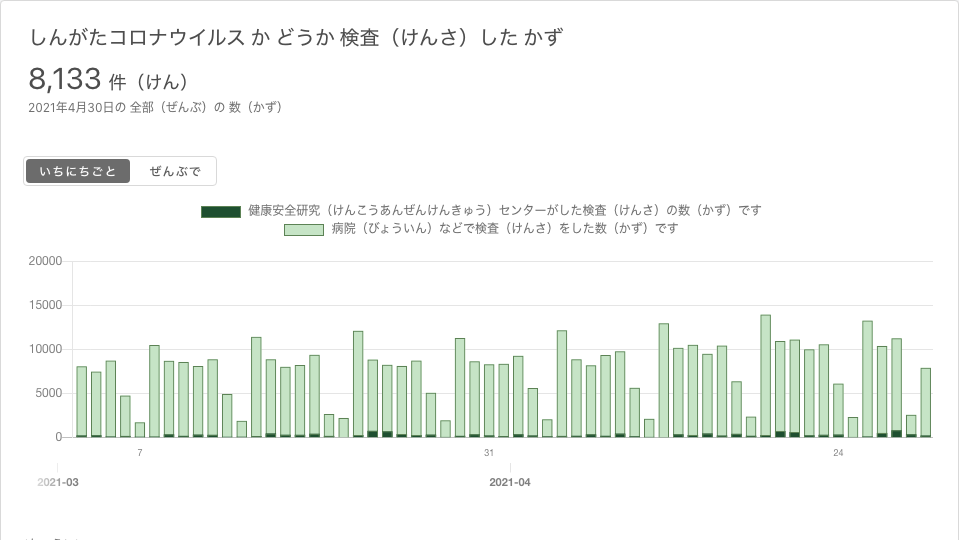 しんがたコロナウイルス か どうか 検査（けんさ）した かず
8,133 件（けん）
2021年4月30日の 全部（ぜんぶ）の 数（かず）
いちにちごと ぜんぶで
健康安全研究（けんこうあんぜんけんきゅう）センターがした検査（けんさ）の数（かず）です
病院（びょういん）などで検査（けんさ）をした数（かず）です
20000
15000
10000
5000
0
7 31 24
2021-03 2021-04